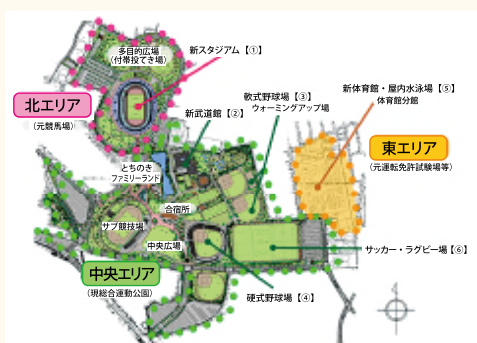 多目的広場
（付帯投てき場）
新スタジアム【①】
北エリア
（元競馬場）
新武道館【②】
軟式野球場【③】
ウォーミングアップ場
新体育館・屋内水泳場【⑤】
体育館分館
東エリア
（元運転免許試験場等）
とちのき
ファミリーランド
合宿所
サブ競技場
中央広場
サッカー・ラグビー場【⑥】
中央エリア
（現総合運動公園）
硬式野球場【④】